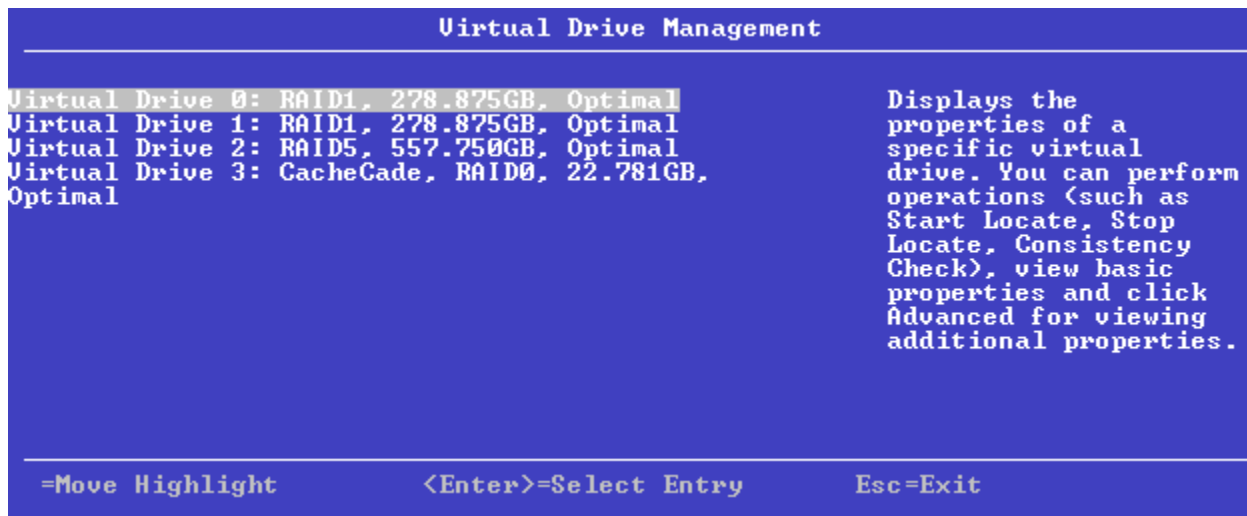 Virtual Drive Management
Virtual Drive 0: RAID1, 278.875GB, Optimal
Virtual Drive 1: RAID1, 278.875GB, Optimal
Virtual Drive 2: RAID5, 557.750GB, Optimal
Virtual Drive 3: CacheCade, RAID0, 22.781GB,
Optimal
Displays the
properties of a
specific virtual
drive. You can perform
operations (such as
Start Locate, Stop
Locate, Consistency
Check), view basic
properties and click
Advanced for viewing
additional properties.
=Move Highlight <Enter>=Select Entry Esc=Exit